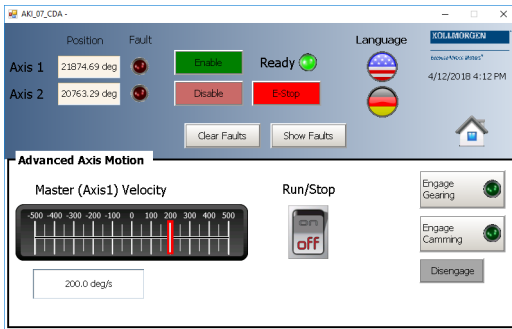 AKI_07_CDA -
Position Fault Language KOLLMORGEN
Because Motion Matters™
Axis 1 21874.69 deg Enable Ready
4/12/2018 4:12 PM
Axis 2 20763.29 deg Disable E-Stop
Clear Faults Show Faults
Advanced Axis Motion
Master (Axis1) Velocity Run/Stop
-500 -400 -300 -200 -100 0 100 200 300 400 500
on
off
200.0 deg/s
Engage
Gearing
Engage
Camming
Disengage